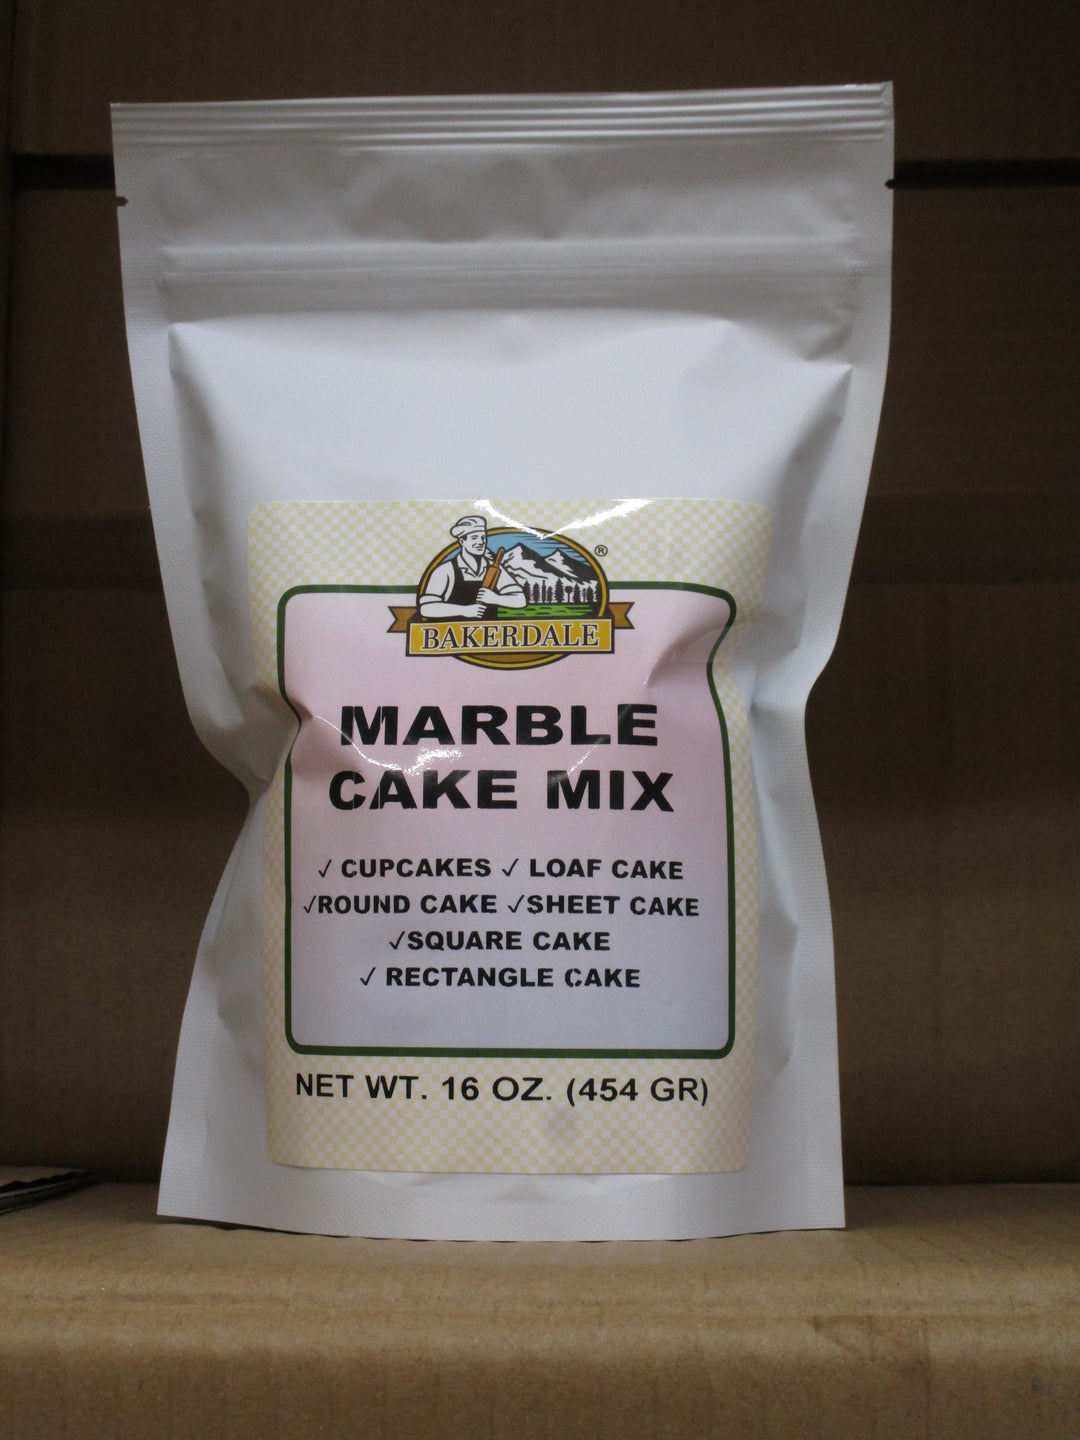 ®
BAKERDALE
MARBLE
CAKE MIX
✓ CUPCAKES ✓ LOAF CAKE
✓ROUND CAKE ✓SHEET CAKE
✓SQUARE CAKE
✓ RECTANGLE CAKE
NET WT. 16 OZ. (454 GR)